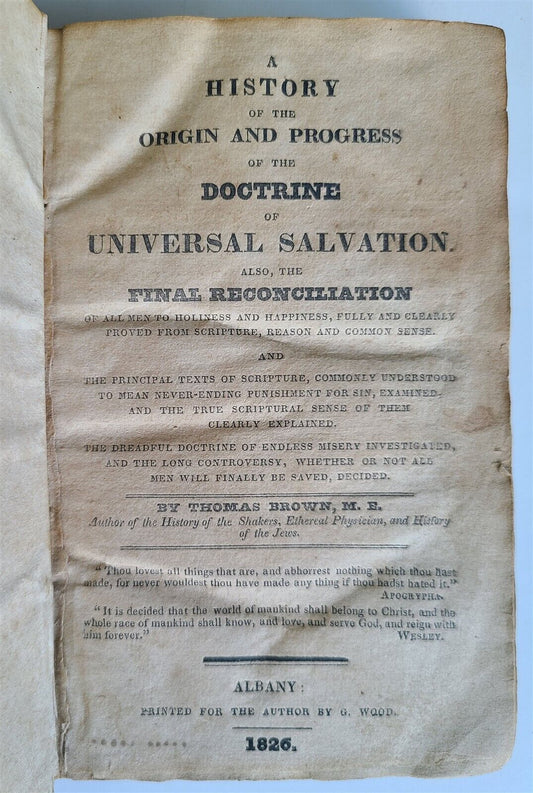 A
HISTORY
OF THE
ORIGIN AND PROGRESS
OF THE
DOCTRINE
OF
UNIVERSAL SALVATION.
ALSO, THE
FINAL RECONCILIATION
OF ALL MEN TO HOLINESS AND HAPPINESS, FULLY AND CLEARLY
PROVED FROM SCRIPTURE, REASON AND COMMON SENSE.
AND
THE PRINCIPAL TEXTS OF SCRIPTURE, COMMONLY UNDERSTOOD
TO MEAN NEVER-ENDING PUNISHMENT FOR SIN, EXAMINED.
AND THE TRUE SCRIPTURAL SENSE OF THEM
CLEARLY EXPLAINED.
THE DREADFUL DOCTRINE OF ENDLESS MISERY INVESTIGATED,
AND THE LONG CONTROVERSY, WHETHER OR NOT ALL
MEN WILL FINALLY BE SAVED, DECIDED.
BY THOMAS BROWN, M. E.
Author of the History of the Shakers, Ethereal Physician, and History
of the Jews.
"Thou lovest all things that are, and abhorrest nothing which thou hast
made, for never wouldest thou have made any thing if thou hadst hated it."
APOCRYPHA.
"It is decided that the world of mankind shall belong to Christ, and the
whole race of mankind shall know, and love, and serve God, and reign with
him forever."
WESLEY.
ALBANY:
PRINTED FOR THE AUTHOR BY G. WOOD.
1826.